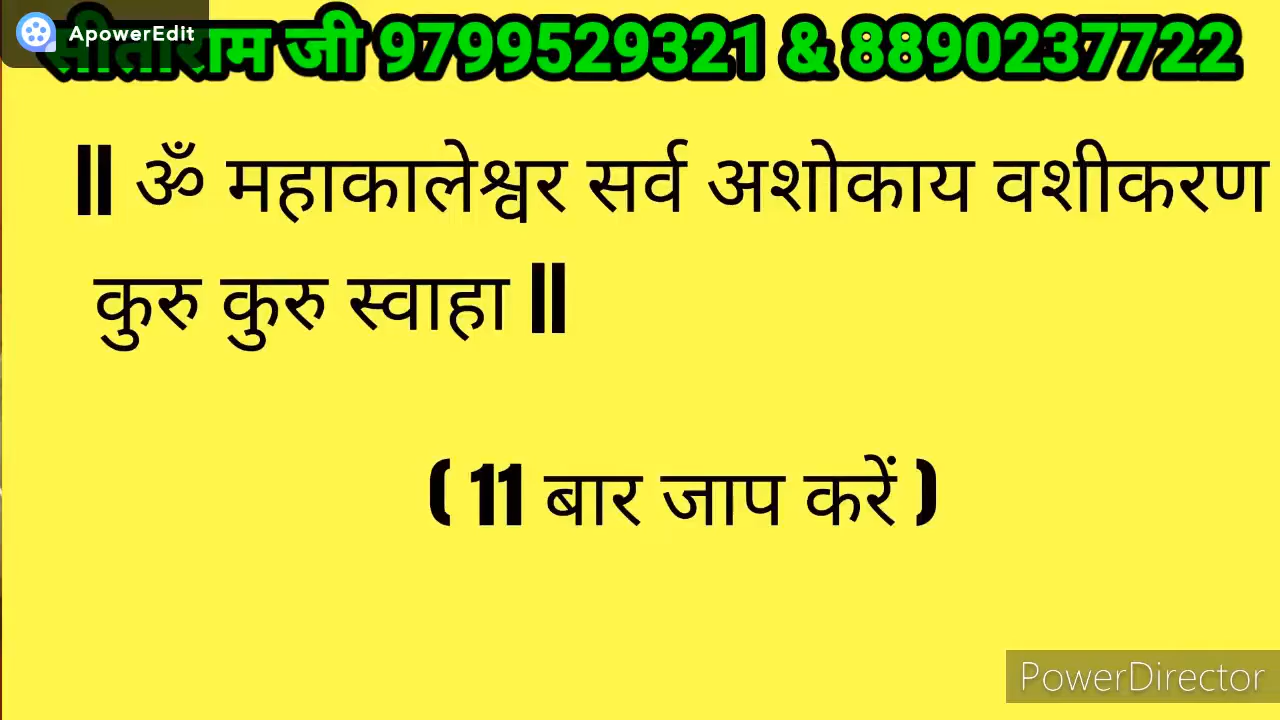 ApowerEdit
सीताराम जी 9799529321 & 8890237722
|| ॐ महाकालेश्वर सर्व अशोकाय वशीकरण
कुरु कुरु स्वाहा ||
( 11 बार जाप करें )
PowerDirector